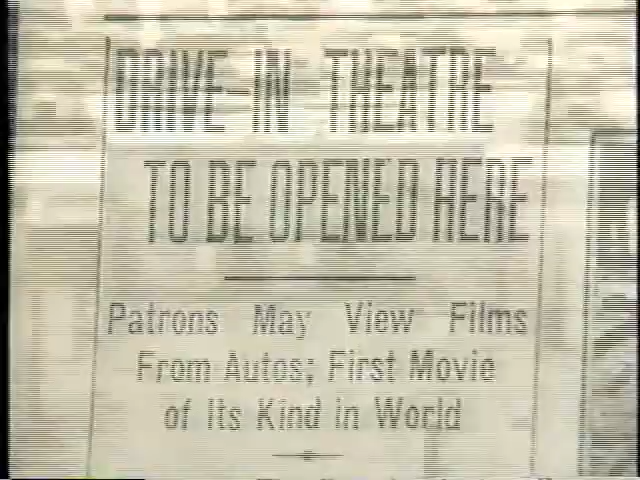 DRIVE-IN THEATRE
TO BE OPENED HERE
Patrons May View Films
From Autos; First Movie
of Its Kind in World